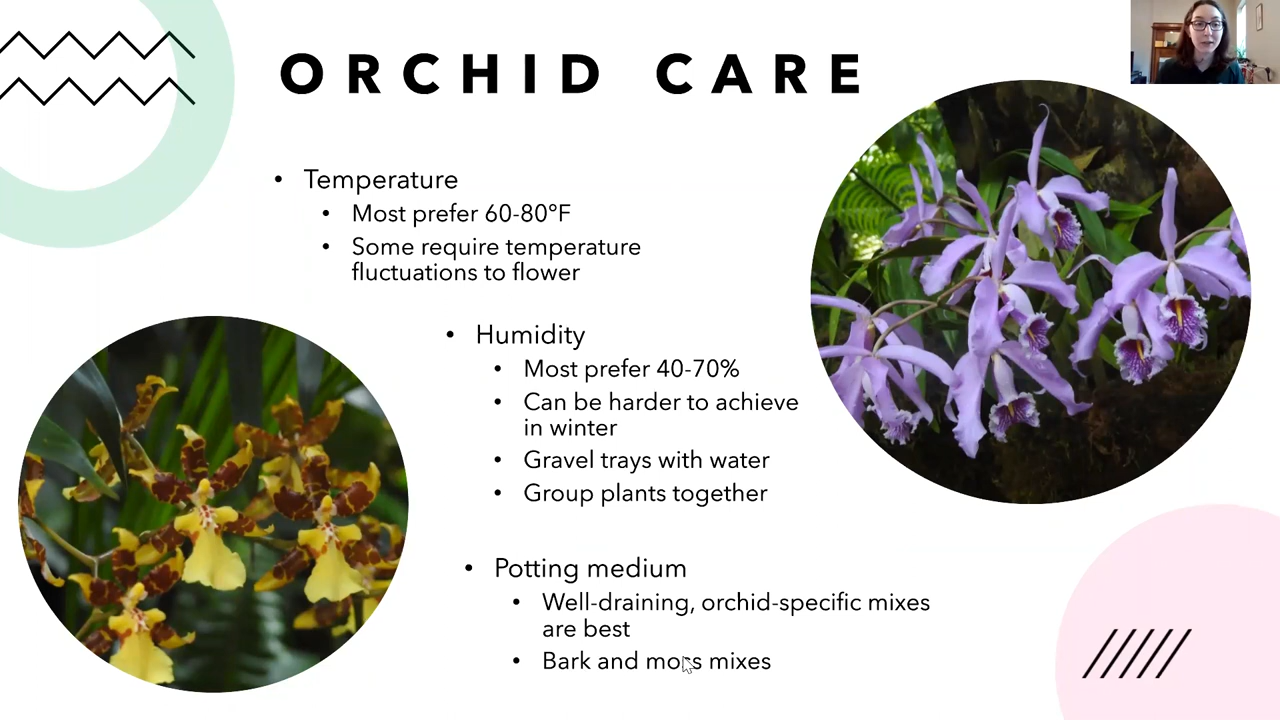 ORCHID CARE
• Temperature
• Most prefer 60-80°F
• Some require temperature
fluctuations to flower
• Humidity
• Most prefer 40-70%
• Can be harder to achieve
in winter
• Gravel trays with water
• Group plants together
• Potting medium
• Well-draining, orchid-specific mixes
are best
• Bark and moss mixes